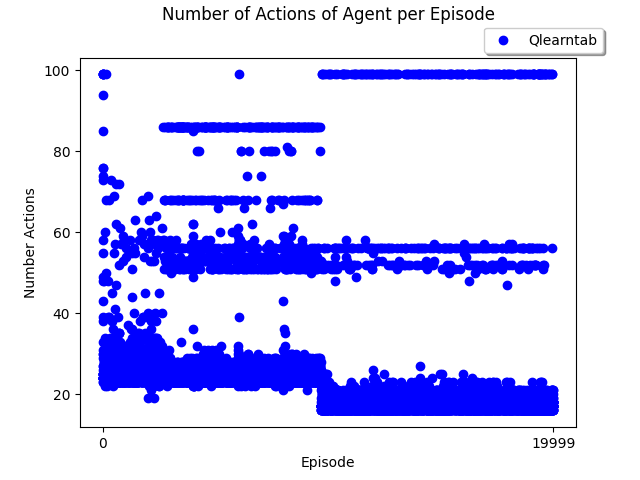 Number of Actions of Agent per Episode
Qlearntab
100
80
60
40
20
Number Actions
0
19999
Episode